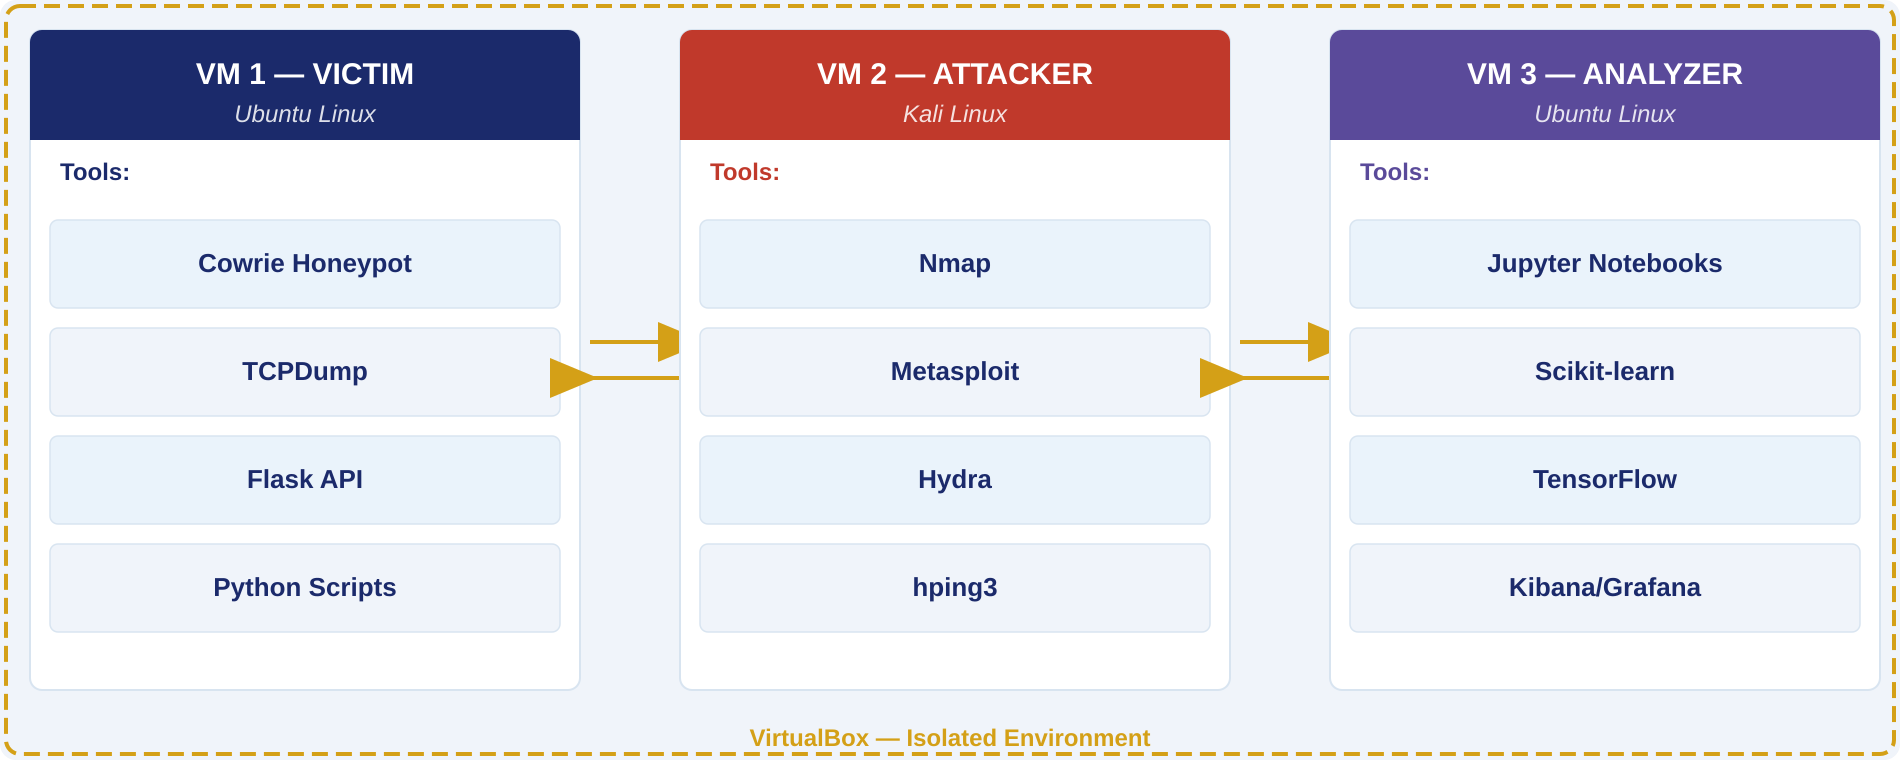 VM 1 — VICTIM
Ubuntu Linux
Tools:
Cowrie Honeypot
TCPDump
Flask API
Python Scripts
VM 2 — ATTACKER
Kali Linux
Tools:
Nmap
Metasploit
Hydra
hping3
VM 3 — ANALYZER
Ubuntu Linux
Tools:
Jupyter Notebooks
Scikit-learn
TensorFlow
Kibana/Grafana
VirtualBox — Isolated Environment